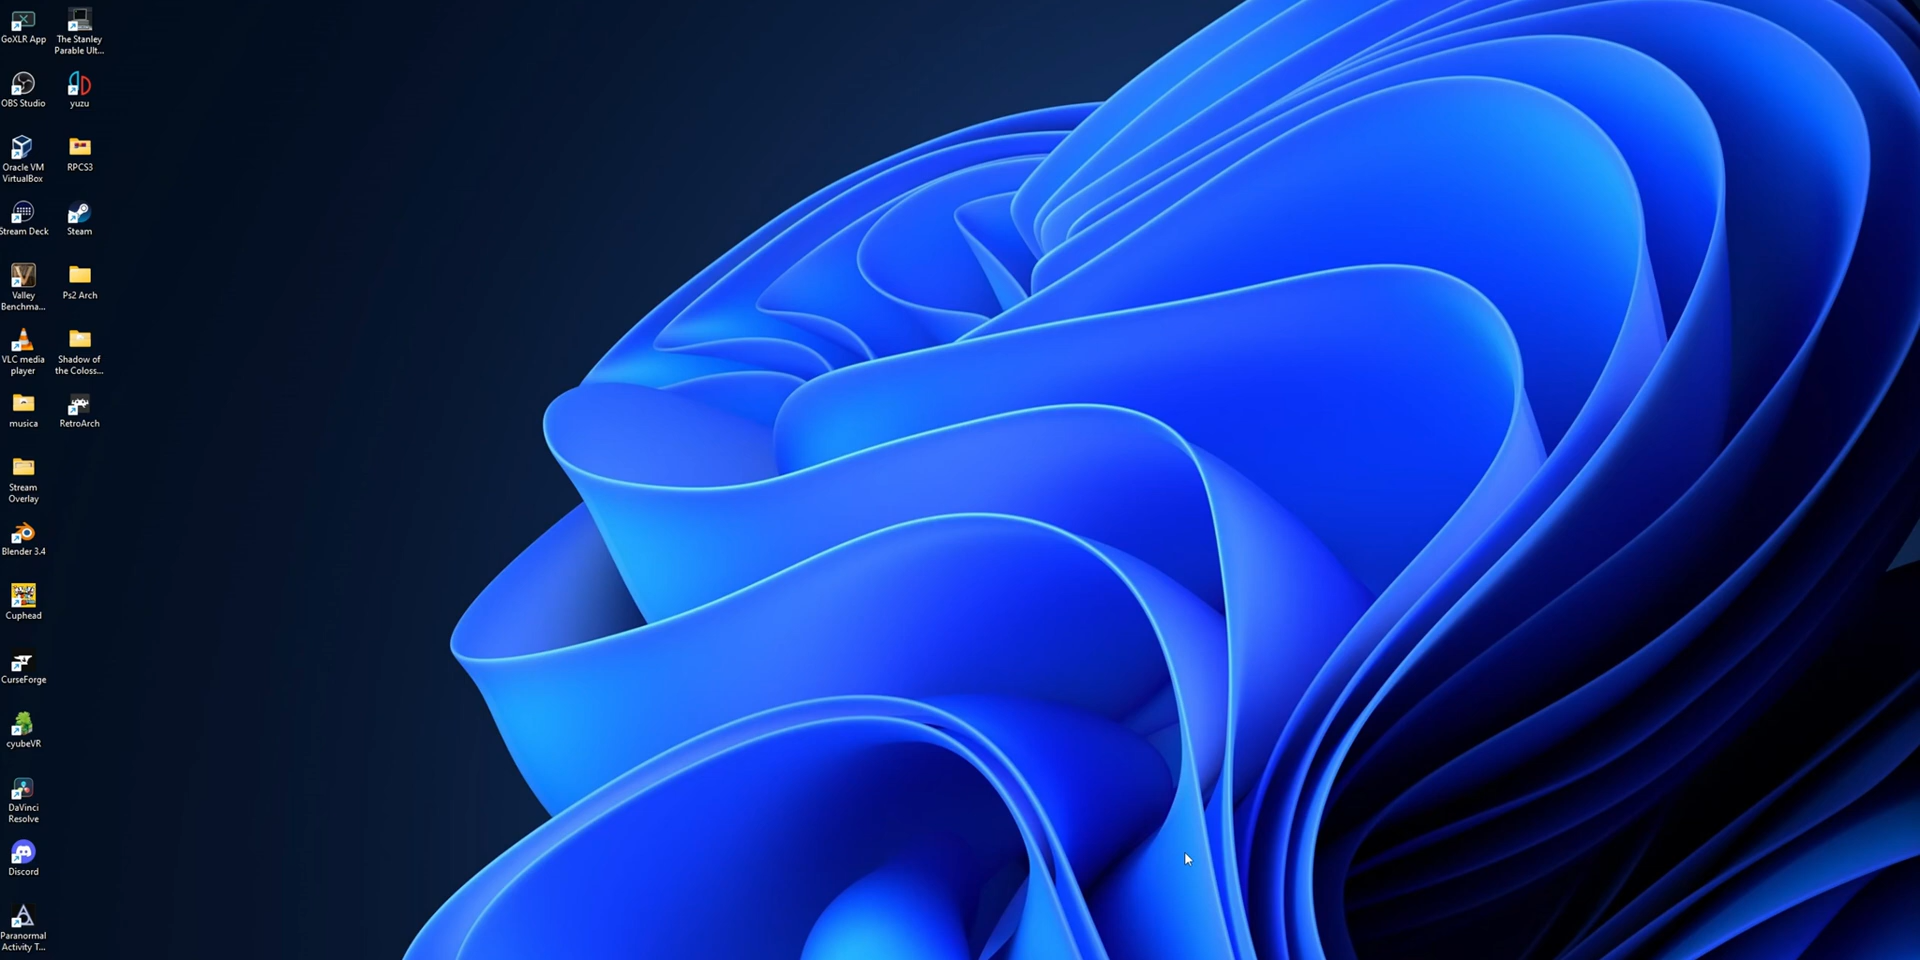 GoXLR App
The Stanley
Parable Ult...
OBS Studio
yuzu
Oracle VM
VirtualBox
RPCS3
Stream Deck
Steam
Valley
Benchma...
Ps2 Arch
VLC media
player
Shadow of
the Coloss...
musica
RetroArch
Stream
Overlay
Blender 3.4
Cuphead
CurseForge
cyubeVR
DaVinci
Resolve
Discord
Paranormal
Activity T...